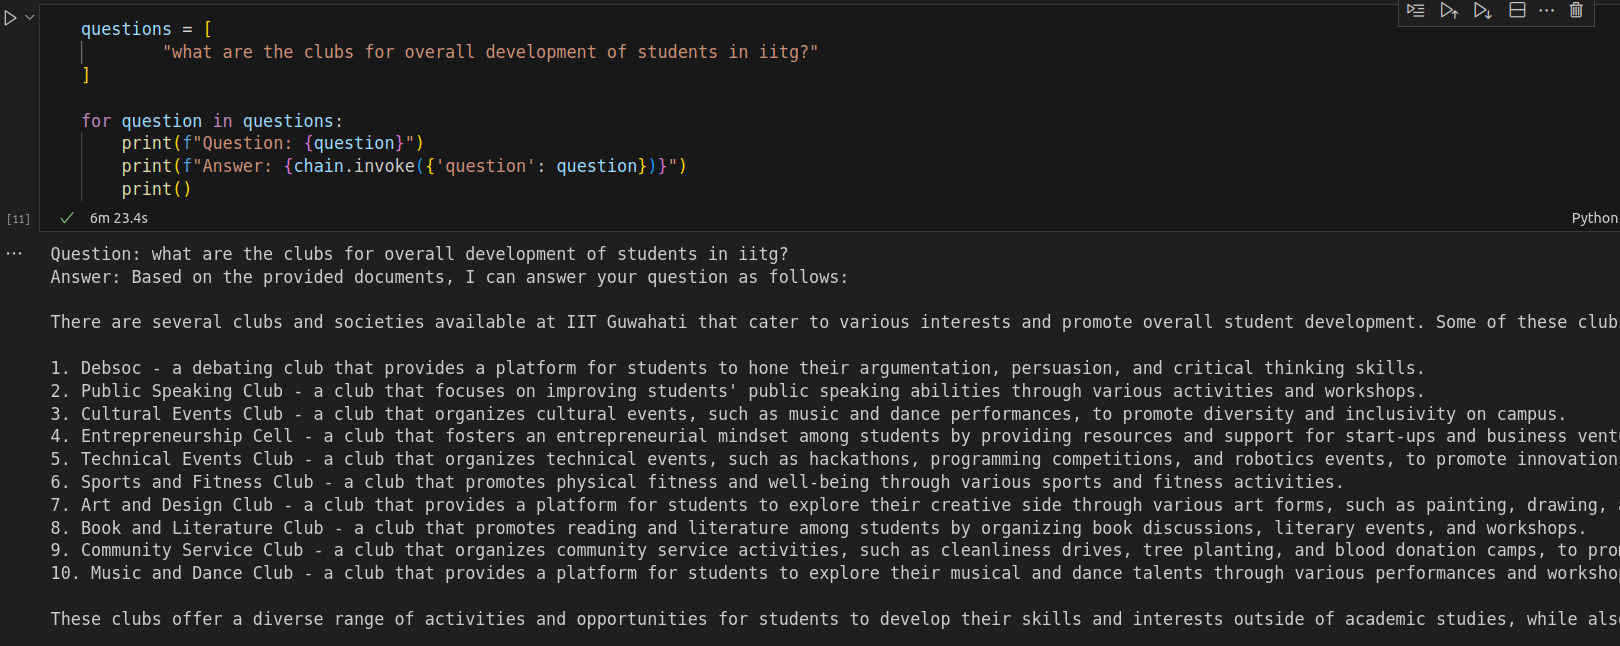 questions = [
"what are the clubs for overall development of students in iitg?"
]
for question in questions:
print(f"Question: {question}")
print(f"Answer: {chain.invoke({'question': question})}")
print()
[11] 6m 23.4s Python
Question: what are the clubs for overall development of students in iitg?
Answer: Based on the provided documents, I can answer your question as follows:
There are several clubs and societies available at IIT Guwahati that cater to various interests and promote overall student development. Some of these club
1. Debsoc - a debating club that provides a platform for students to hone their argumentation, persuasion, and critical thinking skills.
2. Public Speaking Club - a club that focuses on improving students' public speaking abilities through various activities and workshops.
3. Cultural Events Club - a club that organizes cultural events, such as music and dance performances, to promote diversity and inclusivity on campus.
4. Entrepreneurship Cell - a club that fosters an entrepreneurial mindset among students by providing resources and support for start-ups and business vent
5. Technical Events Club - a club that organizes technical events, such as hackathons, programming competitions, and robotics events, to promote innovation
6. Sports and Fitness Club - a club that promotes physical fitness and well-being through various sports and fitness activities.
7. Art and Design Club - a club that provides a platform for students to explore their creative side through various art forms, such as painting, drawing,
8. Book and Literature Club - a club that promotes reading and literature among students by organizing book discussions, literary events, and workshops.
9. Community Service Club - a club that organizes community service activities, such as cleanliness drives, tree planting, and blood donation camps, to pro
10. Music and Dance Club - a club that provides a platform for students to explore their musical and dance talents through various performances and worksho
These clubs offer a diverse range of activities and opportunities for students to develop their skills and interests outside of academic studies, while als